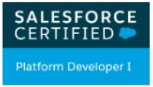 SALESFORCE
CERTIFIED
Platform Developer I